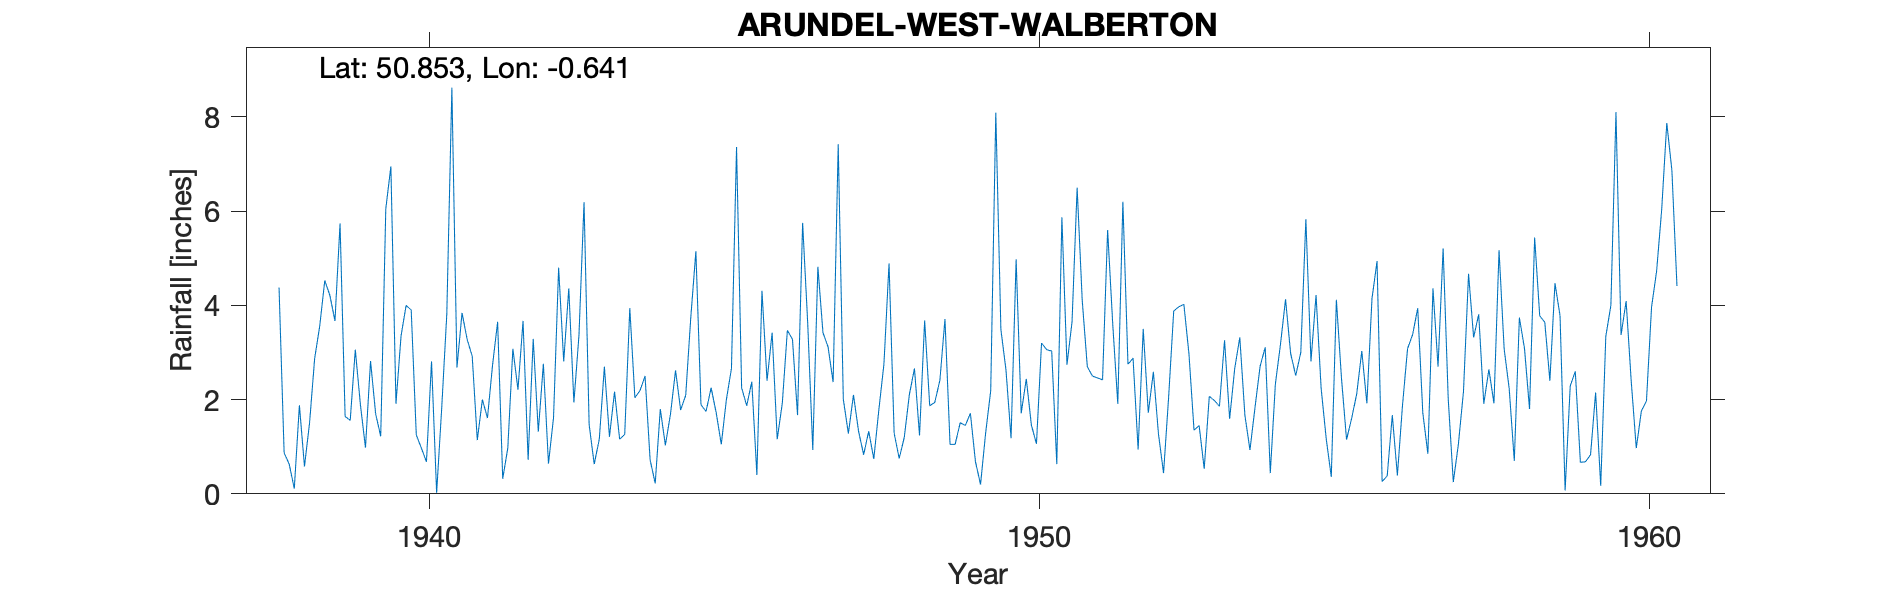 ARUNDEL-WEST-WALBERTON
Lat: 50.853, Lon: -0.641
Rainfall [inches]
8
6
4
2
0
1940 1950 1960
Year